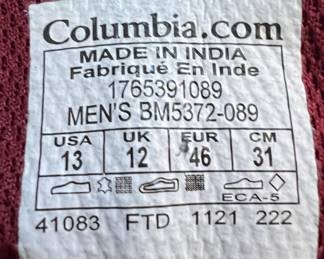 Columbia.com
MADE IN INDIA
Fabriqué En Inde
1765391089
MEN'S BM5372-089
USA UK EUR CM
13 12 46 31
ECA-5
41083 FTD 1121 222